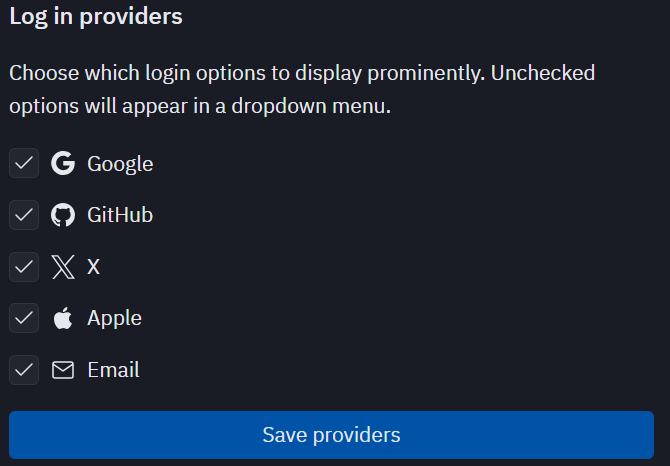 Log in providers
Choose which login options to display prominently. Unchecked
options will appear in a dropdown menu.
Google
GitHub
X
Apple
Email
Save providers